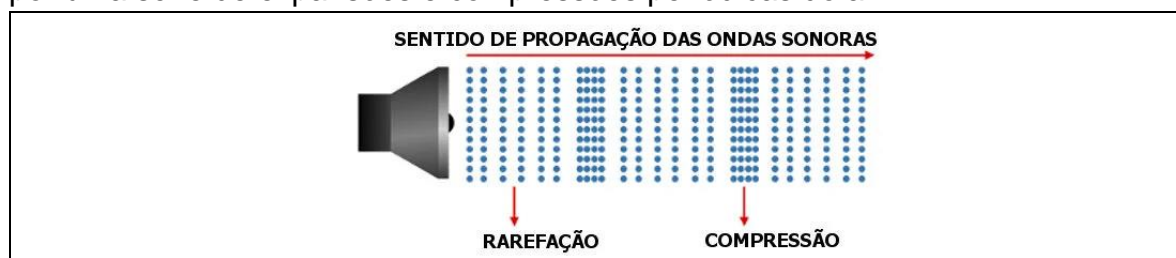 SENTIDO DE PROPAGAÇÃO DAS ONDAS SONORAS
RAREFAÇÃO
COMPRESSÃO